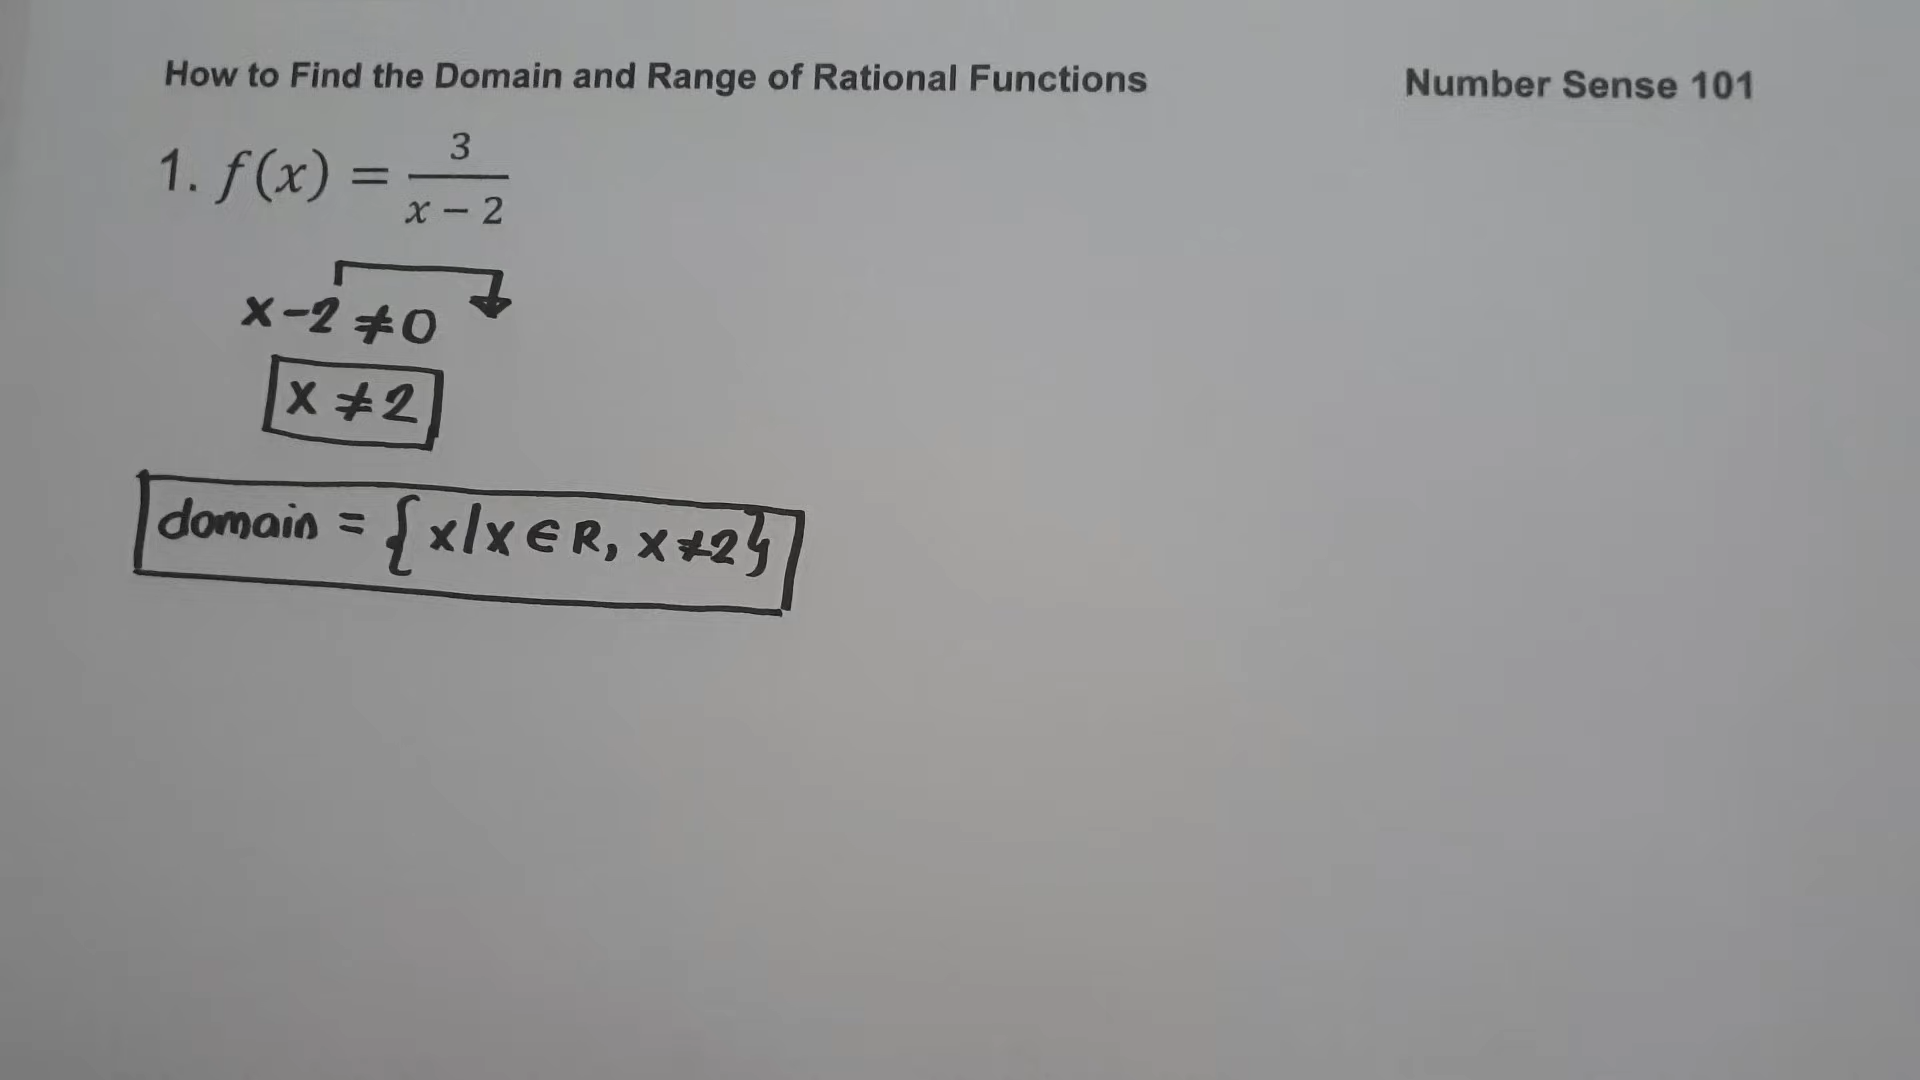 How to Find the Domain and Range of Rational Functions
Number Sense 101
1. f(x) = 3/(x − 2)
x-2 ≠ 0
x ≠ 2
domain = {x|x ∈ R, x ≠ 2}